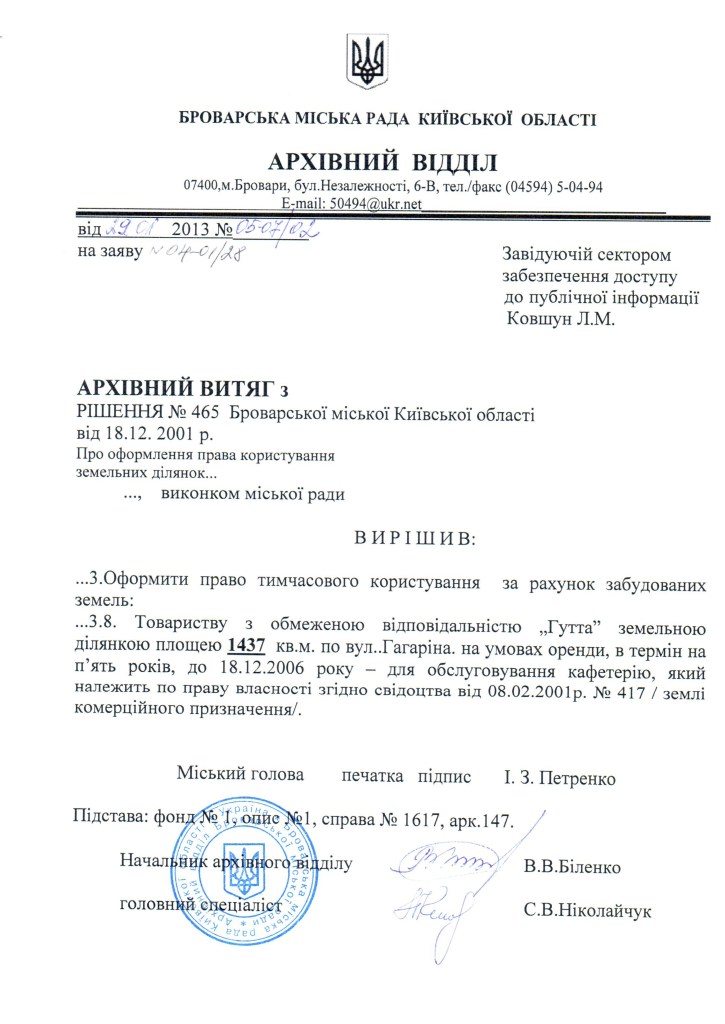 БРОВАРСЬКА МІСЬКА РАДА КИЇВСЬКОЇ ОБЛАСТІ
АРХІВНИЙ ВІДДІЛ
07400,м.Бровари, бул.Незалежності, 6-В, тел./факс (04594) 5-04-94
E-mail: 50494@ukr.net
від 29 01 2013 № 05-07/02
на заяву № 04-01/28
Завідуючій сектором
забезпечення доступу
до публічної інформації
Ковшун Л.М.
АРХІВНИЙ ВИТЯГ з
РІШЕННЯ № 465 Броварської міської Київської області
від 18.12. 2001 р.
Про оформлення права користування
земельних ділянок...
..., виконком міської ради
В И Р І Ш И В:
...3.Оформити право тимчасового користування за рахунок забудованих
земель:
...3.8. Товариству з обмеженою відповідальністю „Гутта” земельною
ділянкою площею 1437 кв.м. по вул..Гагаріна. на умовах оренди, в термін на
п’ять років, до 18.12.2006 року – для обслуговування кафетерію, який
належить по праву власності згідно свідоцтва від 08.02.2001р. № 417 / землі
комерційного призначення/.
Міський голова печатка підпис І. З. Петренко
Підстава: фонд № 1, опис №1, справа № 1617, арк.147.
Начальник архівного відділу В.В.Біленко
головний спеціаліст С.В.Ніколайчук